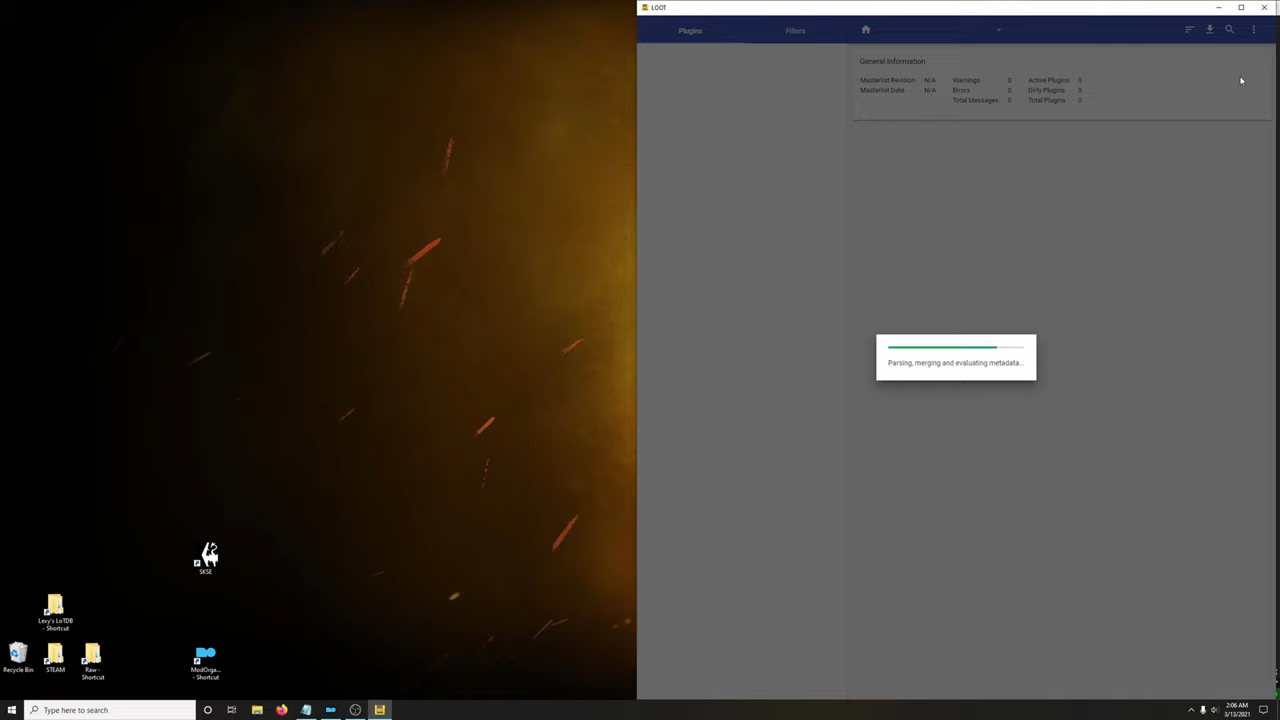 LOOT
Plugins
Filters
General Information
Masterlist Revision N/A Warnings 0 Active Plugins 0
Masterlist Date N/A Errors 0 Dirty Plugins 0
Total Messages 0 Total Plugins 0
Parsing, merging and evaluating metadata...
SKSE
Lexy's LoTDB
- Shortcut
Recycle Bin
STEAM
Raw -
Shortcut
ModOrga...
- Shortcut
Type here to search
2:06 AM
3/13/2021